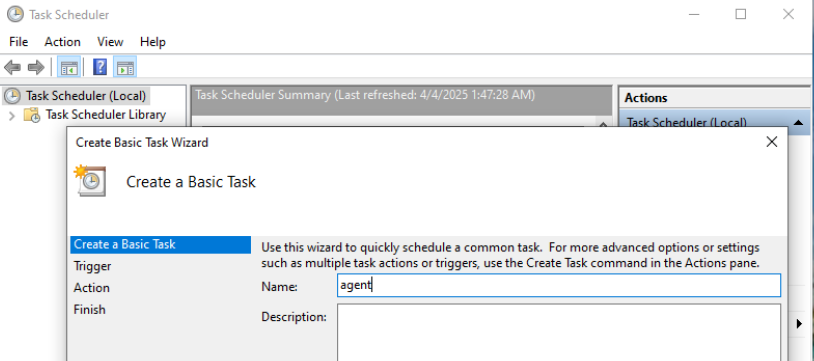 Task Scheduler
File Action View Help
Task Scheduler (Local)
Task Scheduler Library
Task Scheduler Summary (Last refreshed: 4/4/2025 1:47:28 AM)
Actions
Task Scheduler (Local)
Create Basic Task Wizard
Create a Basic Task
Create a Basic Task
Trigger
Action
Finish
Use this wizard to quickly schedule a common task. For more advanced options or settings
such as multiple task actions or triggers, use the Create Task command in the Actions pane.
Name: agent
Description: